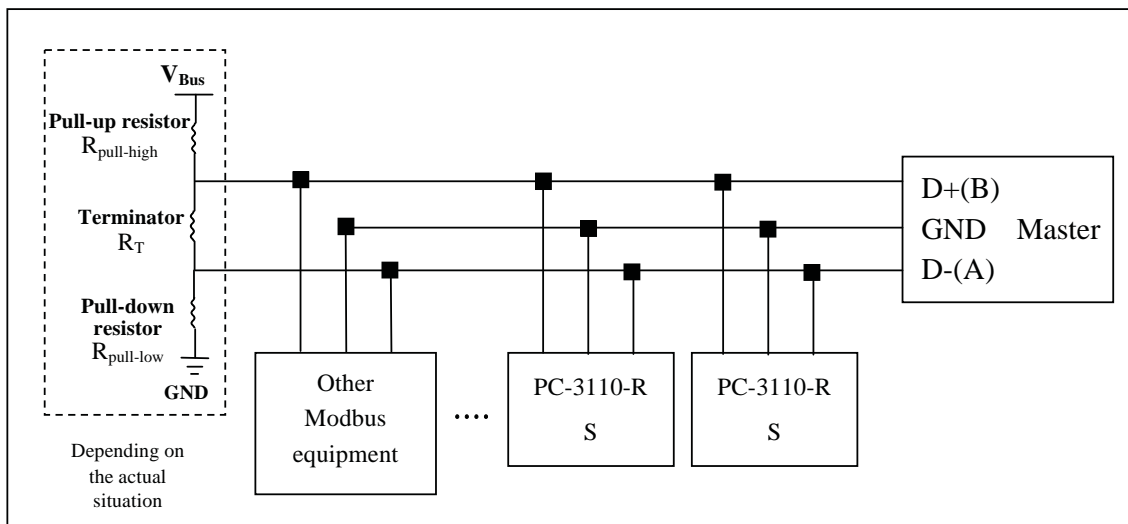 V_Bus
Pull-up resistor
R_pull-high
Terminator
R_T
Pull-down
resistor
R_pull-low
GND
Depending on
the actual
situation
Other
Modbus
equipment
....
PC-3110-R
S
PC-3110-R
S
D+(B)
GND Master
D-(A)